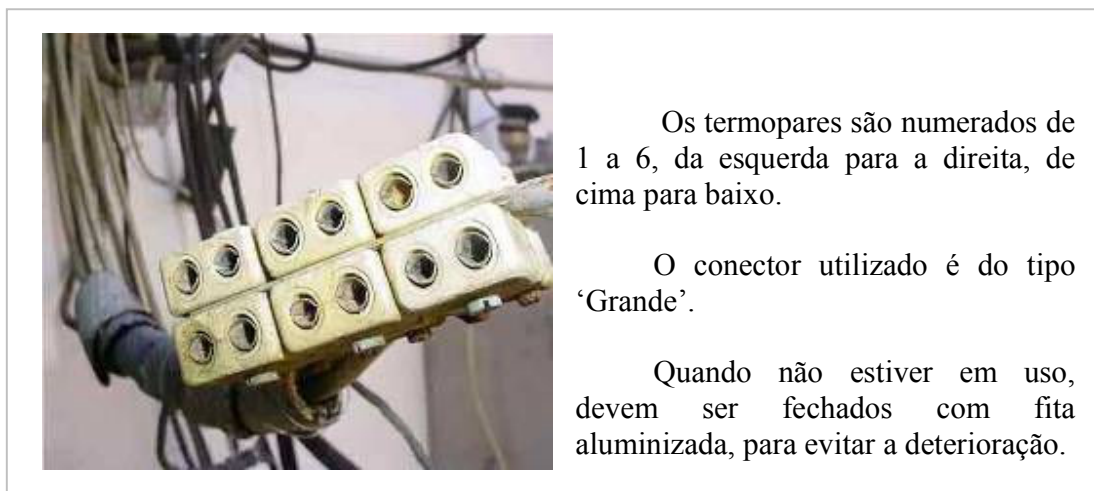 Os termopares são numerados de
1 a 6, da esquerda para a direita, de
cima para baixo.
O conector utilizado é do tipo
‘Grande’.
Quando não estiver em uso,
devem ser fechados com fita
aluminizada, para evitar a deterioração.